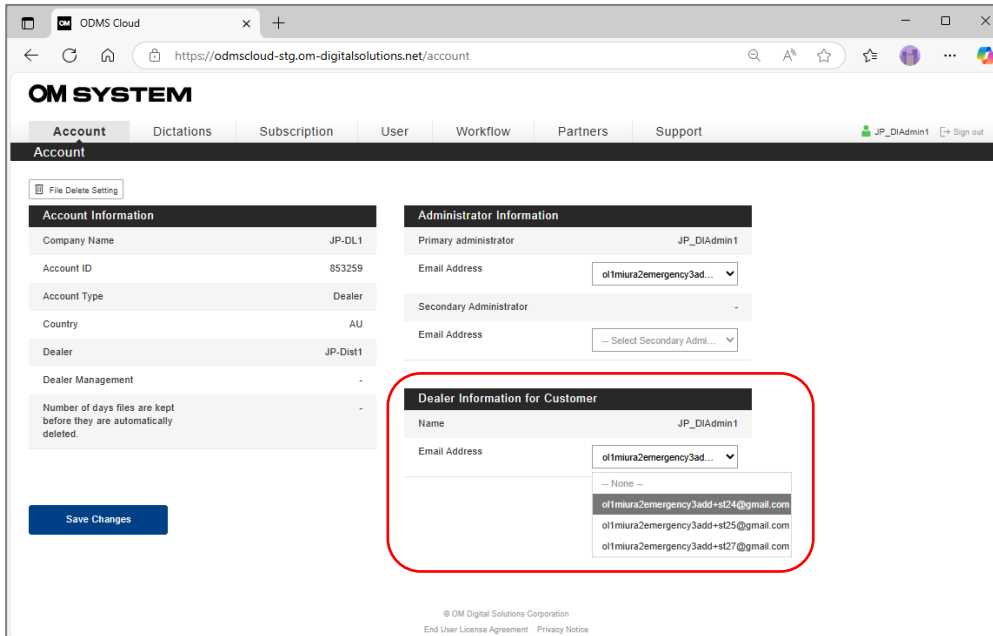 OM ODMS Cloud
https://odmscloud-stg.om-digitalsolutions.net/account
OM SYSTEM
Account Dictations Subscription User Workflow Partners Support JP_DIAdmin1 Sign out
Account
File Delete Setting
Account Information
Company Name JP-DL1
Account ID 853259
Account Type Dealer
Country AU
Dealer JP-Dist1
Dealer Management -
Number of days files are kept -
before they are automatically
deleted.
Save Changes
Administrator Information
Primary administrator JP_DIAdmin1
Email Address ol1miura2emergency3ad...
Secondary Administrator -
Email Address -- Select Secondary Admi...
Dealer Information for Customer
Name JP_DIAdmin1
Email Address ol1miura2emergency3ad...
-- None --
ol1miura2emergency3add+st24@gmail.com
ol1miura2emergency3add+st25@gmail.com
ol1miura2emergency3add+st27@gmail.com
© OM Digital Solutions Corporation
End User License Agreement Privacy Notice